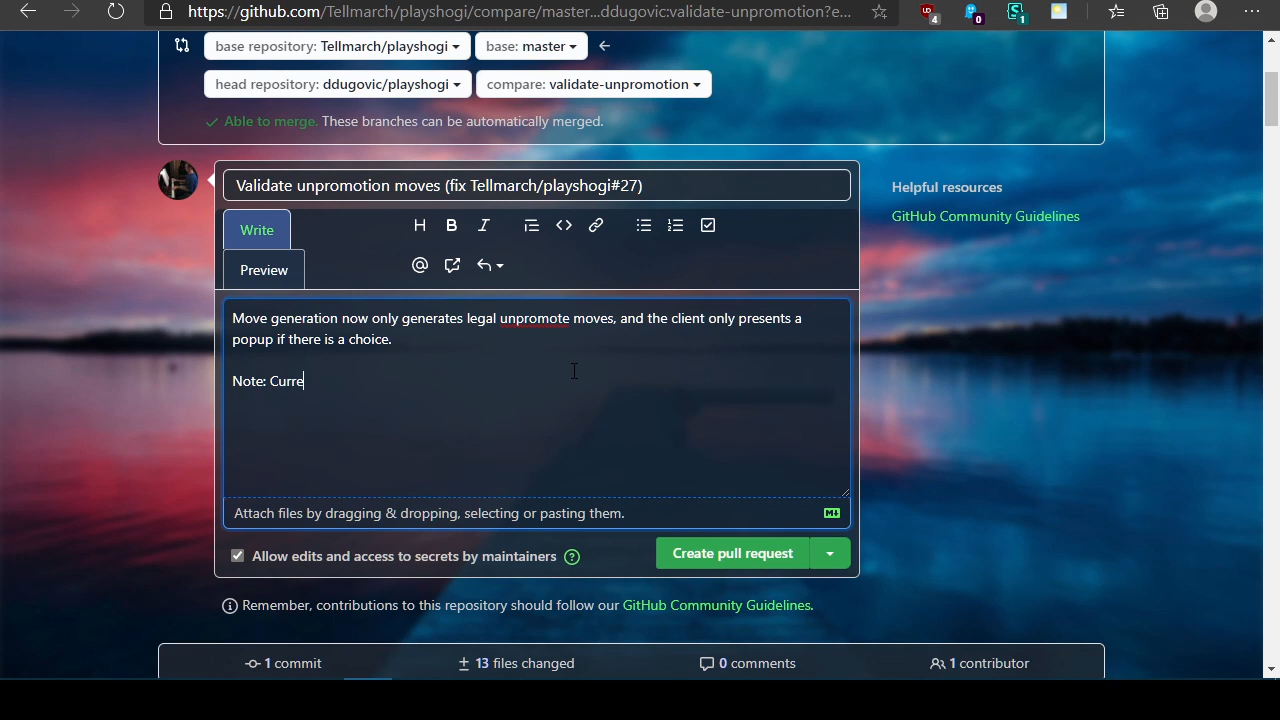 https://github.com/Tellmarch/playshogi/compare/master...ddugovic:validate-unpromotion?e...
4
0
1
base repository: Tellmarch/playshogi
base: master
head repository: ddugovic/playshogi
compare: validate-unpromotion
Able to merge. These branches can be automatically merged.
Validate unpromotion moves (fix Tellmarch/playshogi#27)
Helpful resources
GitHub Community Guidelines
Write
Preview
Move generation now only generates legal unpromote moves, and the client only presents a
popup if there is a choice.
Note: Curre
Attach files by dragging & dropping, selecting or pasting them.
Allow edits and access to secrets by maintainers
Create pull request
Remember, contributions to this repository should follow our GitHub Community Guidelines.
1 commit
13 files changed
0 comments
1 contributor